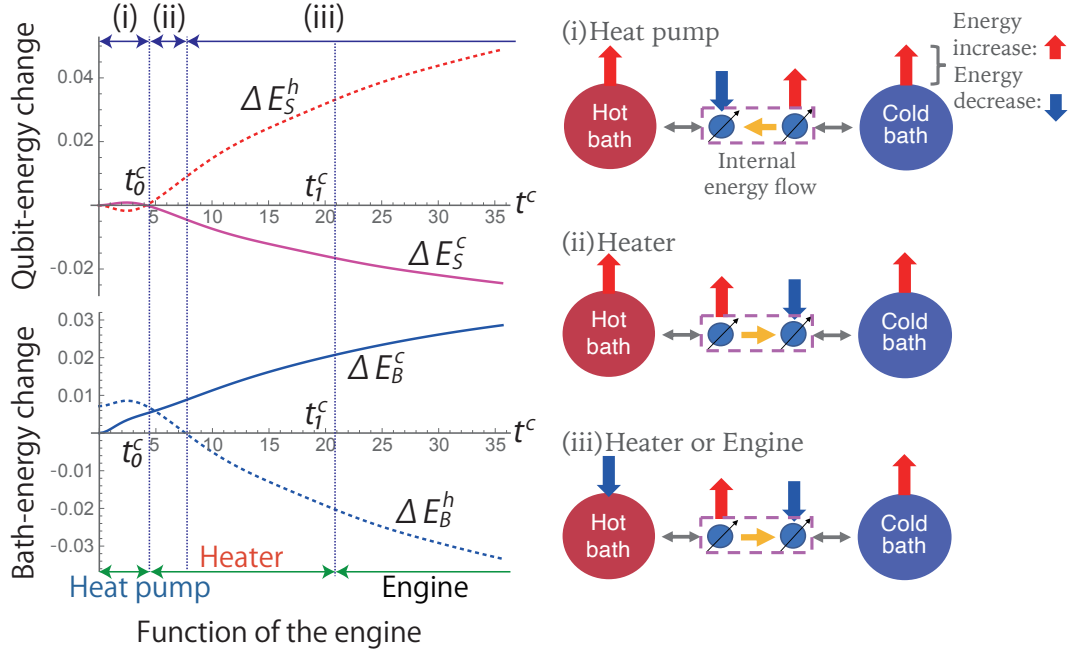 (i) (ii) (iii)
Qubit-energy change
0.04
0.02
-0.02
ΔE_S^h
t_0^c
t_1^c
t^c
5 10 15 20 25 30 35
ΔE_S^c
Bath-energy change
0.03
0.02
0.01
-0.01
-0.02
-0.03
ΔE_B^c
t_1^c
t^c
t_0^c
5 10 15 20 25 30 35
ΔE_B^h
Heater
Heat pump
Engine
Function of the engine
(i)Heat pump
Energy
increase:
Energy
decrease:
Hot
bath
Cold
bath
Internal
energy flow
(ii)Heater
Hot
bath
Cold
bath
(iii)Heater or Engine
Hot
bath
Cold
bath